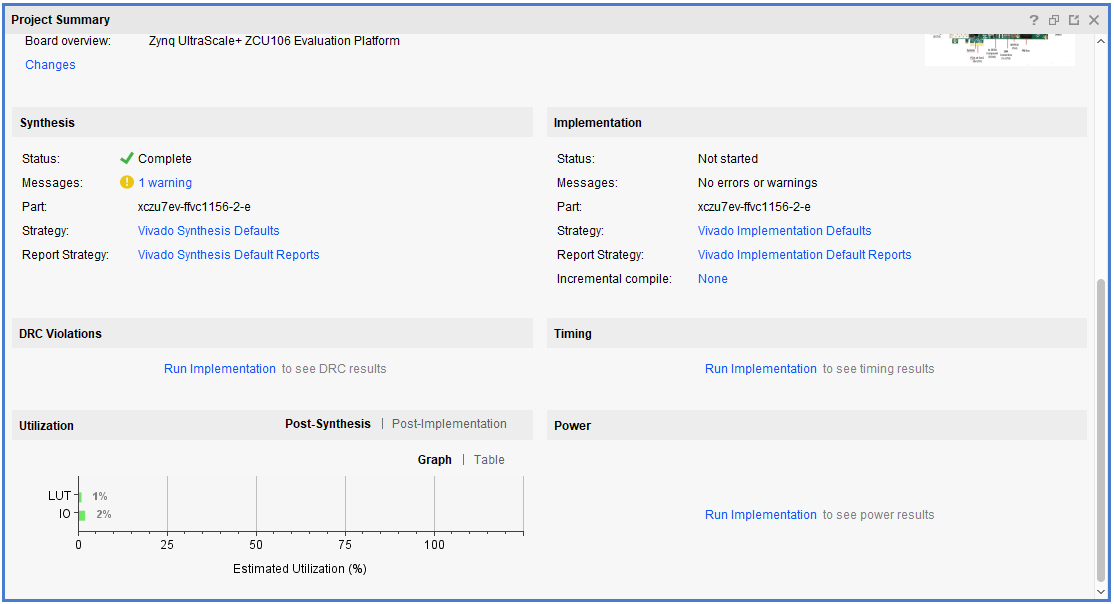 Project Summary
Board overview: Zynq UltraScale+ ZCU106 Evaluation Platform
Changes
Synthesis
Status: Complete
Messages: 1 warning
Part: xczu7ev-ffvc1156-2-e
Strategy: Vivado Synthesis Defaults
Report Strategy: Vivado Synthesis Default Reports
Implementation
Status: Not started
Messages: No errors or warnings
Part: xczu7ev-ffvc1156-2-e
Strategy: Vivado Implementation Defaults
Report Strategy: Vivado Implementation Default Reports
Incremental compile: None
DRC Violations
Run Implementation to see DRC results
Timing
Run Implementation to see timing results
Utilization Post-Synthesis | Post-Implementation
Graph | Table
LUT 1%
IO 2%
0 25 50 75 100
Estimated Utilization (%)
Power
Run Implementation to see power results